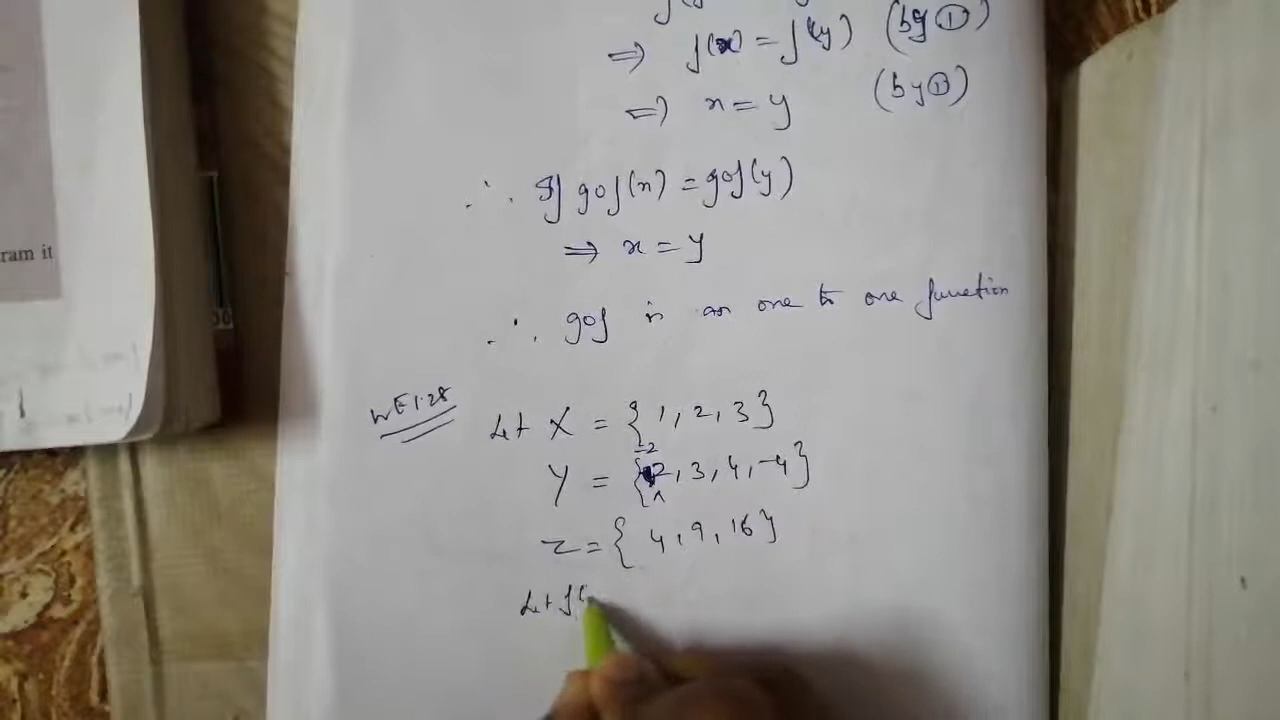 ⇒ f(x) = f(y) (by ①)
⇒ x = y (by ①)
∴ If gof(x) = gof(y)
⇒ x = y
∴ gof is an one to one function
WE 1.28 Let X = {1, 2, 3}
Y = {-2, 2, 3, 4, -4}
Z = {4, 9, 16}
Let f(
ram it